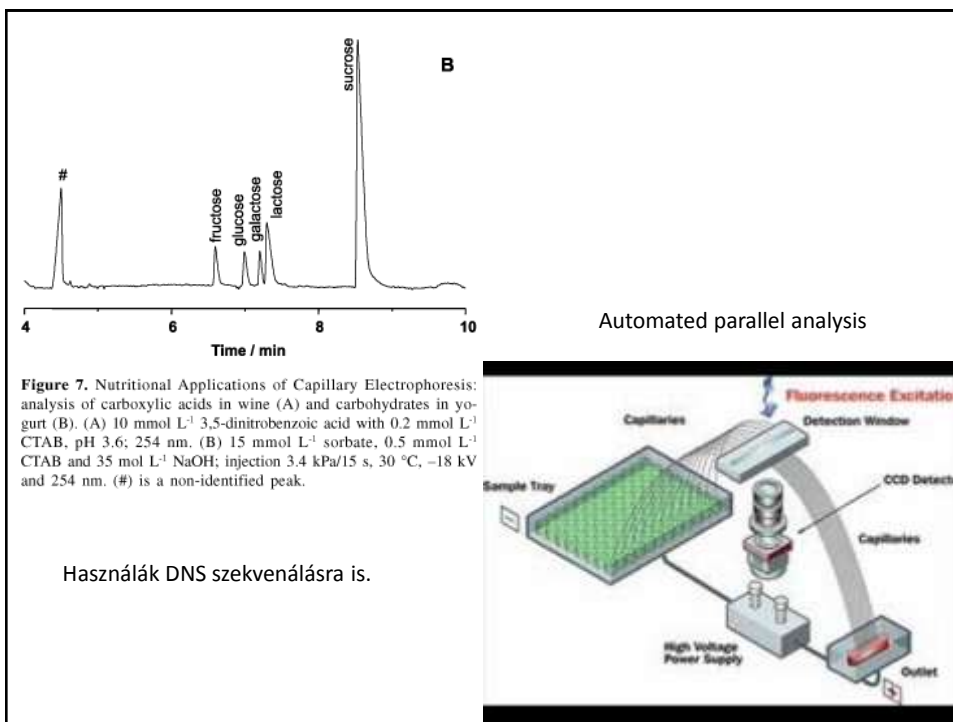 B
#
fructose
glucose
galactose
lactose
sucrose
4 6 8 10
Time / min
Figure 7. Nutritional Applications of Capillary Electrophoresis:
analysis of carboxylic acids in wine (A) and carbohydrates in yo-
gurt (B). (A) 10 mmol L⁻¹ 3,5-dinitrobenzoic acid with 0.2 mmol L⁻¹
CTAB, pH 3.6; 254 nm. (B) 15 mmol L⁻¹ sorbate, 0.5 mmol L⁻¹
CTAB and 35 mol L⁻¹ NaOH; injection 3.4 kPa/15 s, 30 °C, –18 kV
and 254 nm. (#) is a non-identified peak.
Használák DNS szekvenálásra is.
Automated parallel analysis
Fluorescence Excitatio
Capillaries
Detection Window
Sample Tray
−
CCD Detecto
Capillaries
High Voltage
Power Supply
Outlet
+